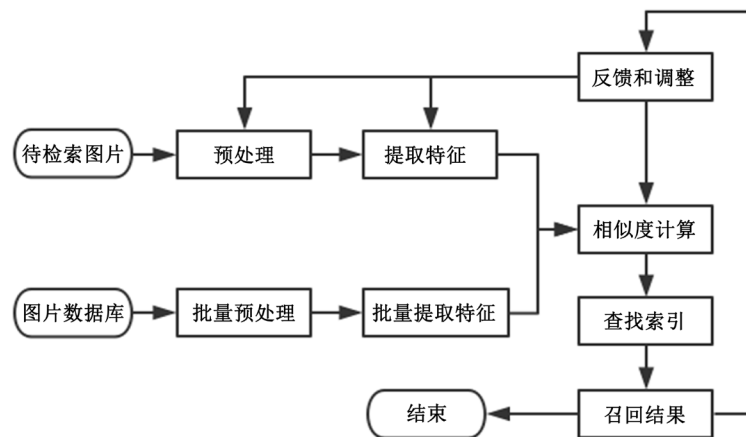 反馈和调整
待检索图片
预处理
提取特征
相似度计算
图片数据库
批量预处理
批量提取特征
查找索引
结束
召回结果